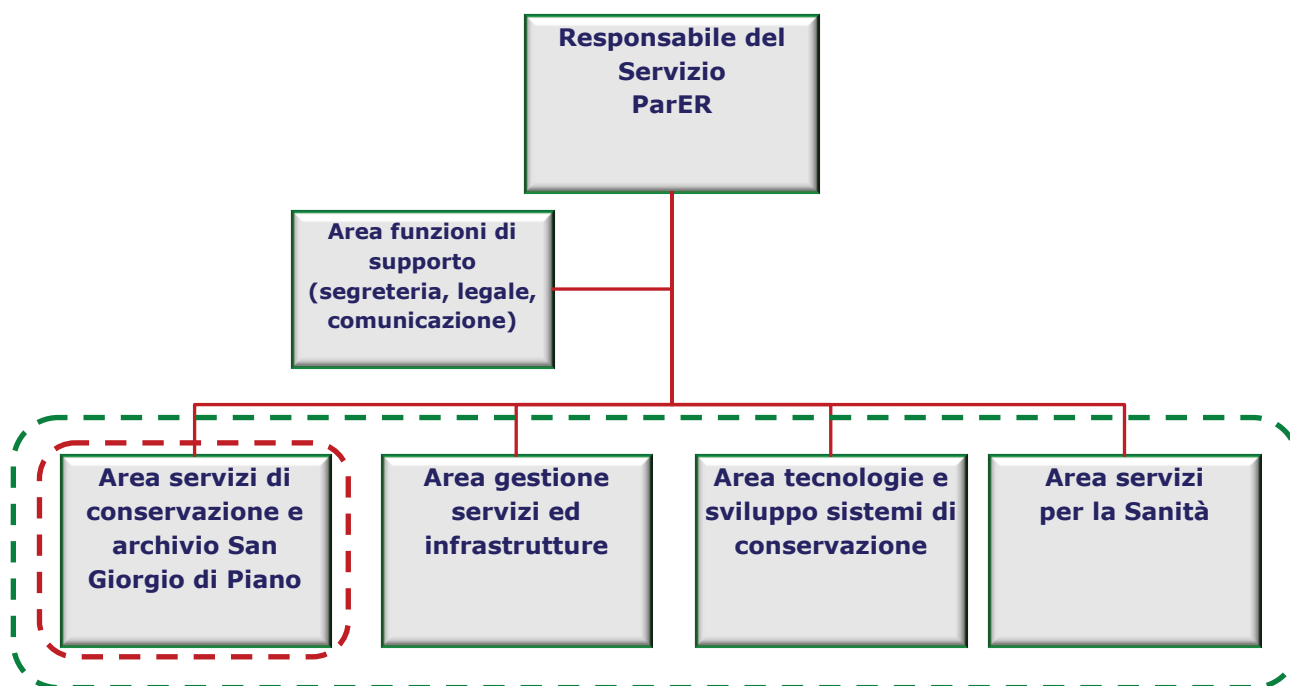 Responsabile del
Servizio
ParER
Area funzioni di
supporto
(segreteria, legale,
comunicazione)
Area servizi di
conservazione e
archivio San
Giorgio di Piano
Area gestione
servizi ed
infrastrutture
Area tecnologie e
sviluppo sistemi di
conservazione
Area servizi
per la Sanità